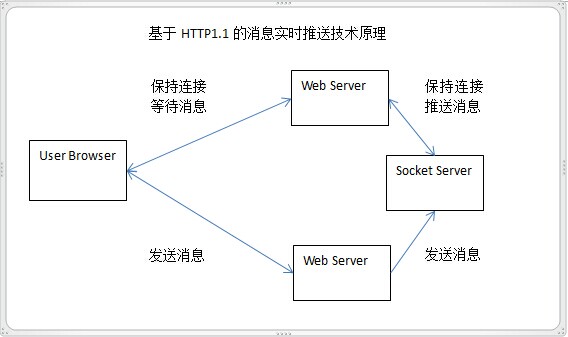 基于 HTTP1.1 的消息实时推送技术原理
保持连接
等待消息
Web Server
保持连接
推送消息
User Browser
Socket Server
发送消息
Web Server
发送消息